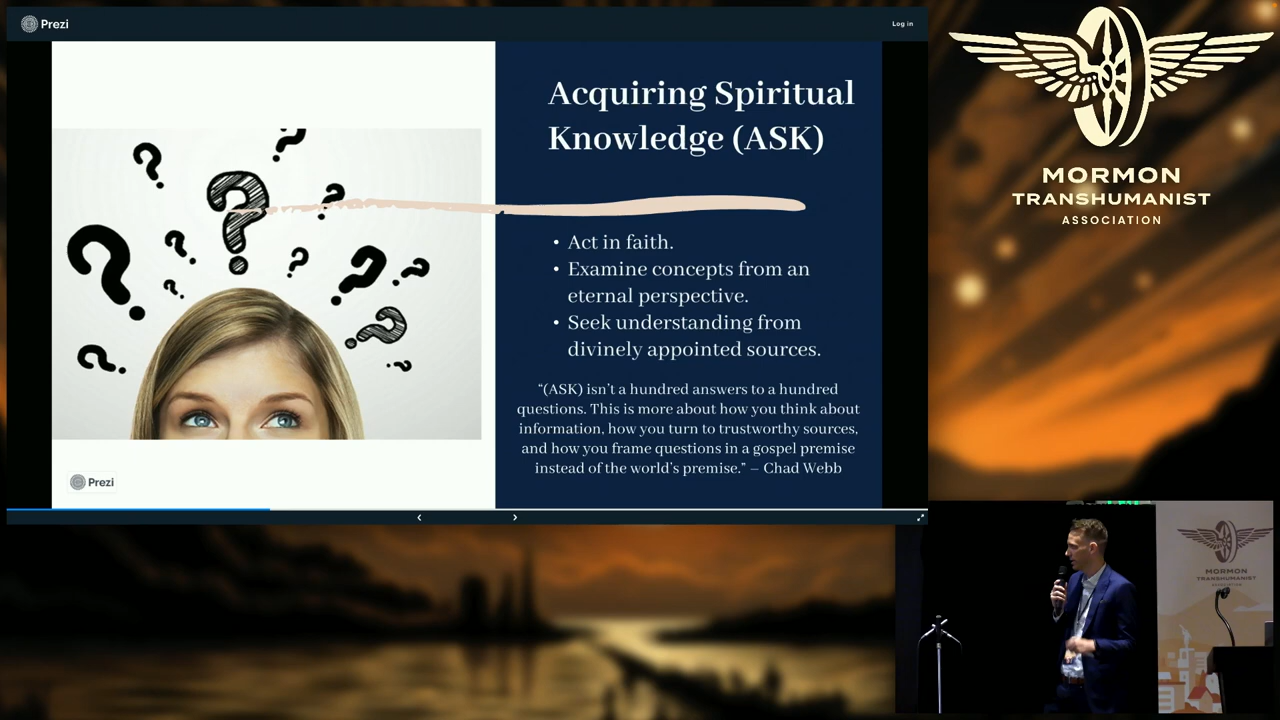 Prezi
Log in
Acquiring Spiritual
Knowledge (ASK)
• Act in faith.
• Examine concepts from an
eternal perspective.
• Seek understanding from
divinely appointed sources.
“(ASK) isn’t a hundred answers to a hundred
questions. This is more about how you think about
information, how you turn to trustworthy sources,
and how you frame questions in a gospel premise
instead of the world’s premise.” – Chad Webb
Prezi
MORMON
TRANSHUMANIST
ASSOCIATION
MORMON
TRANSHUMANIST
ASSOCIATION